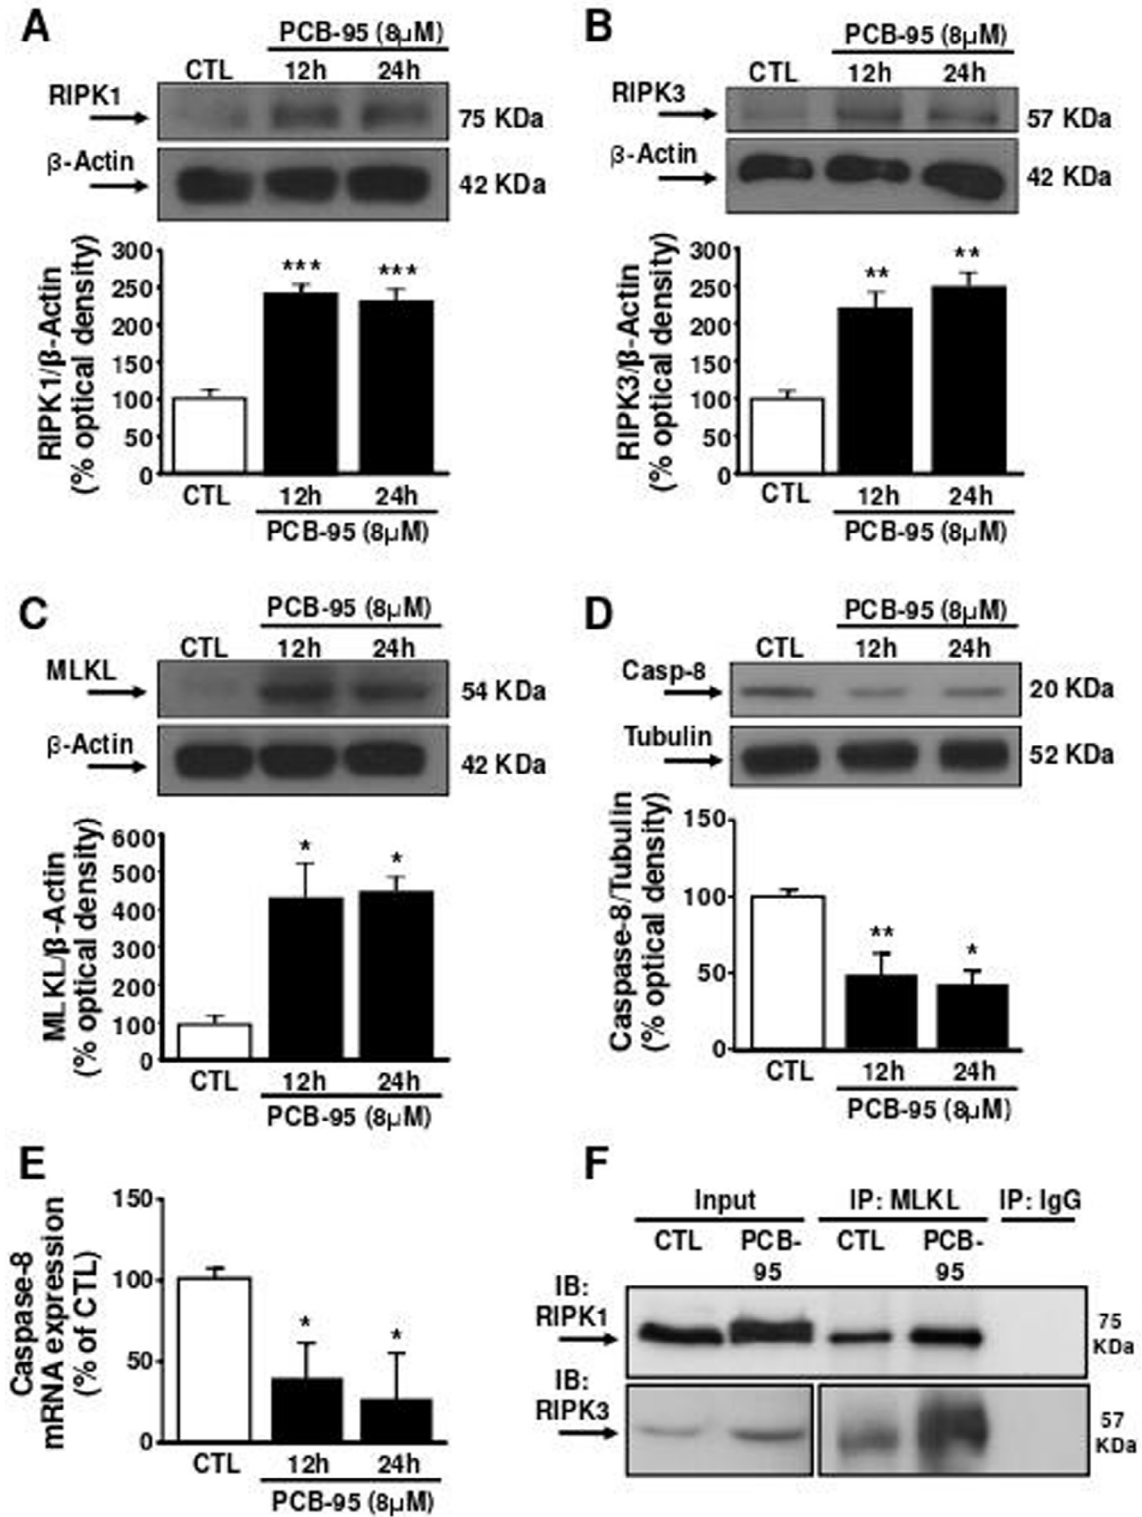 A
PCB-95 (8µM)
CTL
12h
24h
RIPK1
75 KDa
β-Actin
42 KDa
RIPK1/β-Actin
(% optical density)
300
250
200
150
100
50
0
***
***
CTL
12h
24h
PCB-95 (8µM)
B
PCB-95 (8µM)
CTL
12h
24h
RIPK3
57 KDa
β-Actin
42 KDa
RIPK3/β-Actin
(% optical density)
300
250
200
150
100
50
0
**
**
CTL
12h
24h
PCB-95 (8µM)
C
PCB-95 (8µM)
CTL
12h
24h
MLKL
54 KDa
β-Actin
42 KDa
MLKL/β-Actin
(% optical density)
600
500
400
300
200
100
0
*
*
CTL
12h
24h
PCB-95 (8µM)
D
PCB-95 (8µM)
CTL
12h
24h
Casp-8
20 KDa
Tubulin
52 KDa
Caspase-8/Tubulin
(% optical density)
150
100
50
0
**
*
CTL
12h
24h
PCB-95 (8µM)
E
Caspase-8
mRNA expression
(% of CTL)
150
100
50
0
*
*
CTL
12h
24h
PCB-95 (8µM)
F
Input
IP: MLKL
IP: IgG
CTL
PCB-
95
CTL
PCB-
95
IB:
RIPK1
75
KDa
IB:
RIPK3
57
KDa